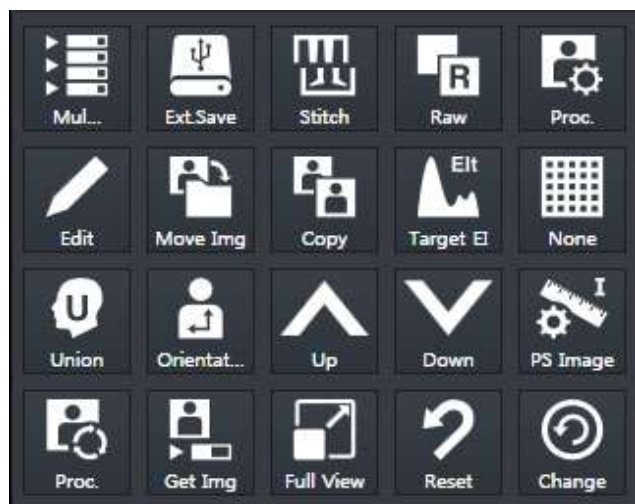 Mul...
Ext.Save
Stitch
R
Raw
Proc.
Edit
Move Img
Copy
EIt
Target EI
None
U
Union
Orientat...
Up
Down
I
PS Image
Proc.
Get Img
Full View
Reset
Change